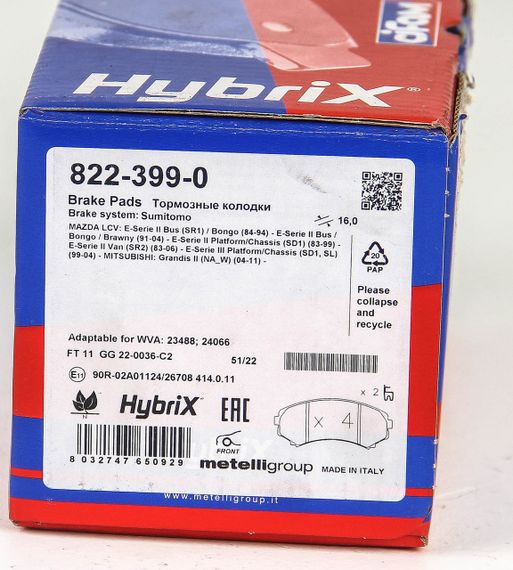 cifam
HybriX®
822-399-0
Brake Pads Тормозные колодки
Brake system: Sumitomo
16,0
MAZDA LCV: E-Serie II Bus (SR1) / Bongo (84-94) - E-Serie II Bus /
Bongo / Brawny (91-04) - E-Serie II Platform/Chassis (SD1) (83-99) -
E-Serie II Van (SR2) (83-06) - E-Serie III Platform/Chassis (SD1, SL)
(99-04) - MITSUBISHI: Grandis II (NA_W) (04-11) -
20
PAP
Please
collapse
and
recycle
Adaptable for WVA: 23488; 24066
FT 11 GG 22-0036-C2 51/22
E11 90R-02A01124/26708 414.0.11
N
HybriX
EAC
x 2
x 4
FRONT
8 032747 650929
metelligroup
MADE IN ITALY
www.metelligroup.it